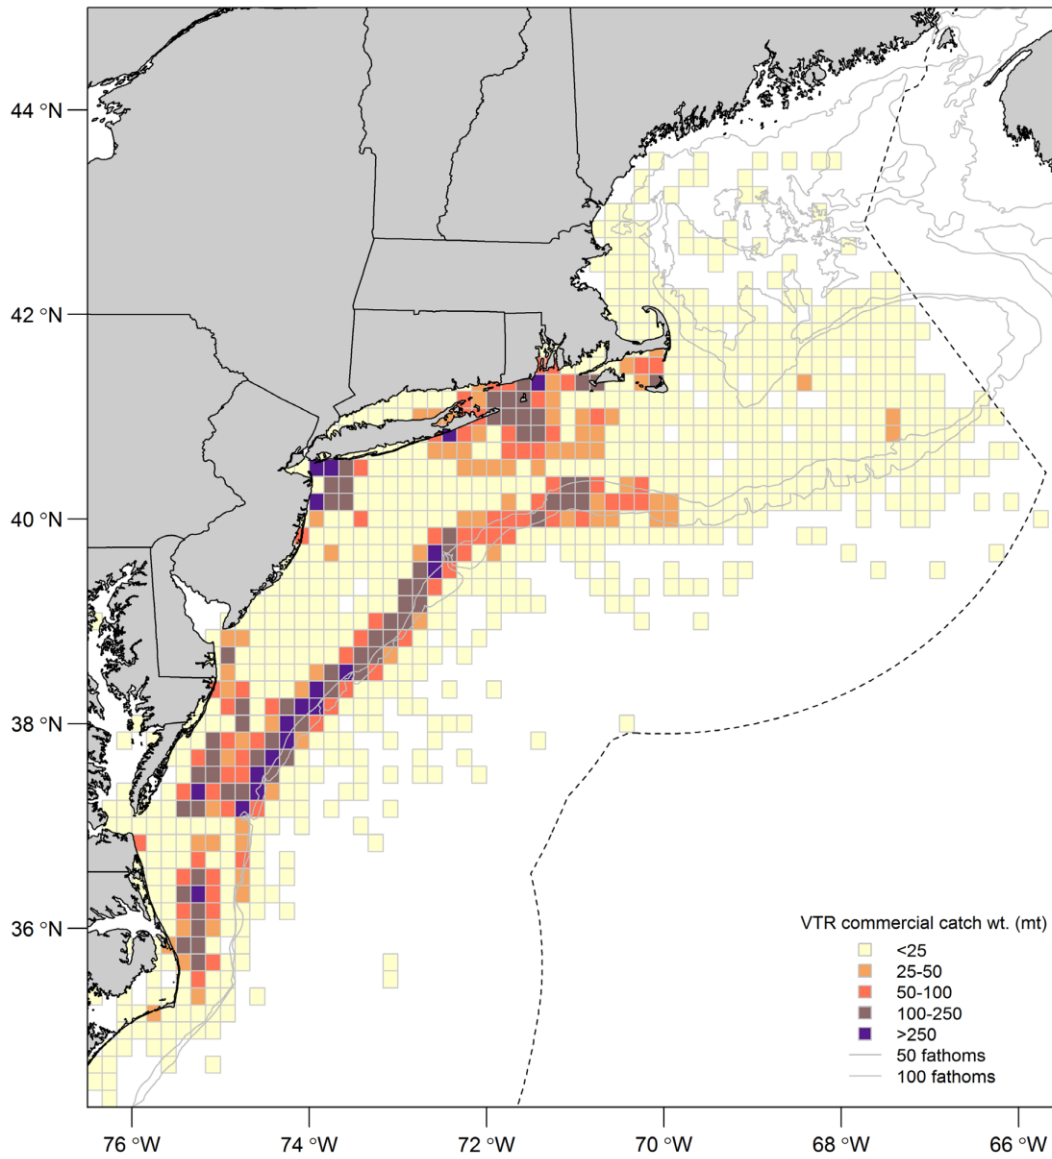 44 °N
42 °N
40 °N
38 °N
36 °N
VTR commercial catch wt. (mt)
<25
25-50
50-100
100-250
>250
50 fathoms
100 fathoms
76 °W 74 °W 72 °W 70 °W 68 °W 66 °W